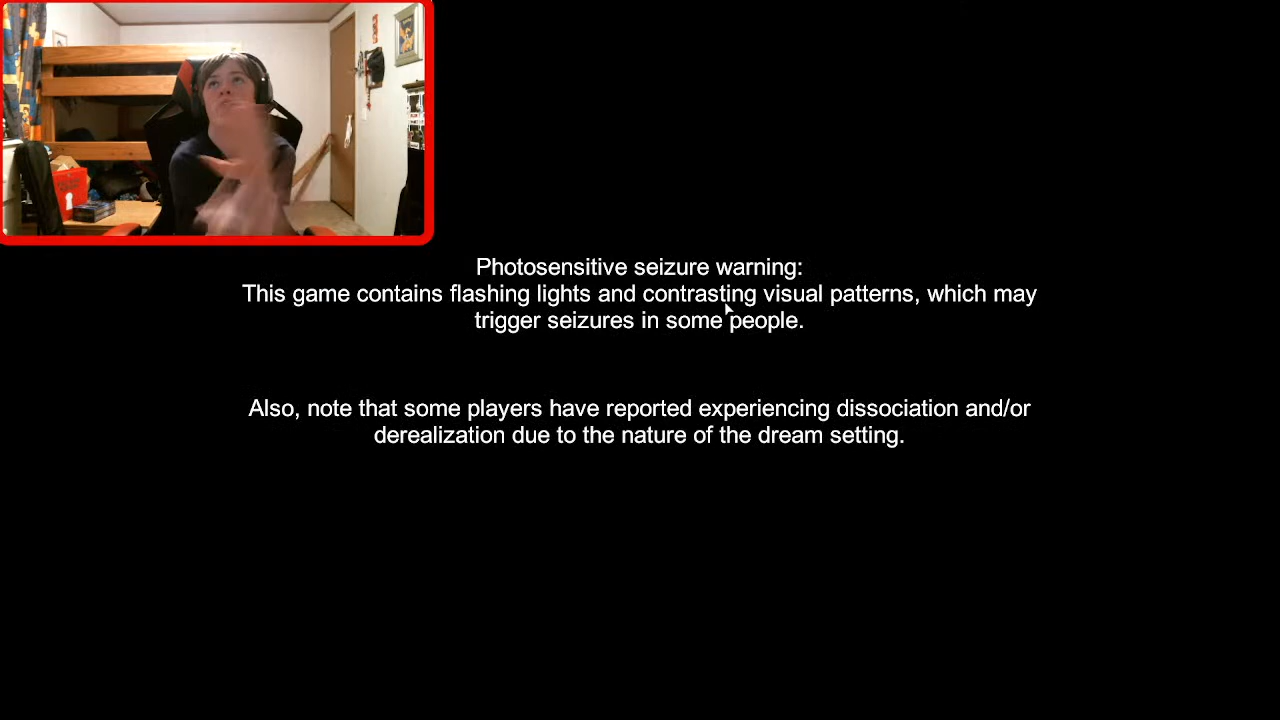 Photosensitive seizure warning:
This game contains flashing lights and contrasting visual patterns, which may
trigger seizures in some people.
Also, note that some players have reported experiencing dissociation and/or
derealization due to the nature of the dream setting.